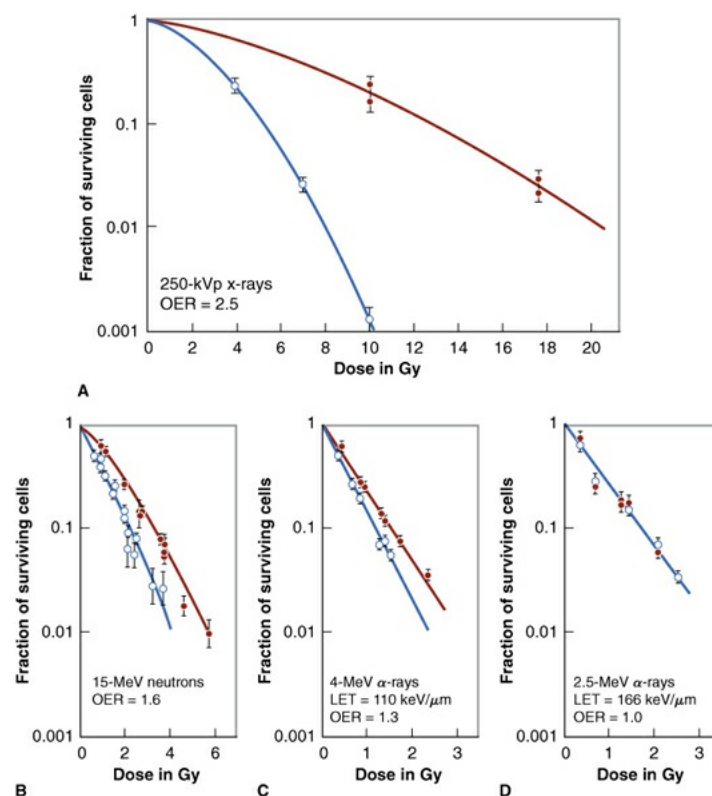 1
0.1
0.01
0.001
Fraction of surviving cells
250-kVp x-rays
OER = 2.5
0 2 4 6 8 10 12 14 16 18 20
Dose in Gy
A
1
0.1
0.01
0.001
Fraction of surviving cells
15-MeV neutrons
OER = 1.6
0 2 4 6
Dose in Gy
B
1
0.1
0.01
0.001
Fraction of surviving cells
4-MeV α-rays
LET = 110 keV/μm
OER = 1.3
0 1 2 3
Dose in Gy
C
1
0.1
0.01
0.001
Fraction of surviving cells
2.5-MeV α-rays
LET = 166 keV/μm
OER = 1.0
0 1 2 3
Dose in Gy
D